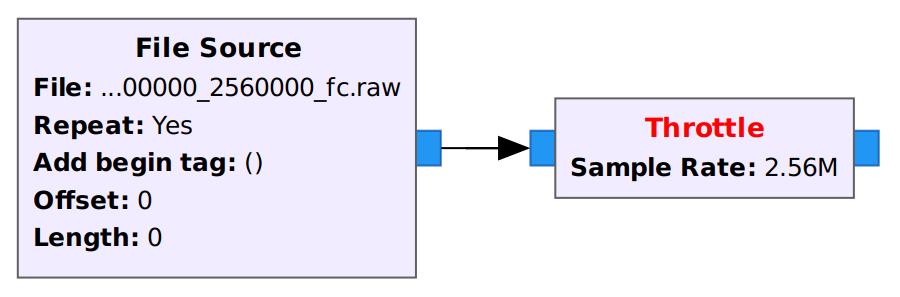 File Source
File: ...00000_2560000_fc.raw
Repeat: Yes
Add begin tag: ()
Offset: 0
Length: 0
Throttle
Sample Rate: 2.56M